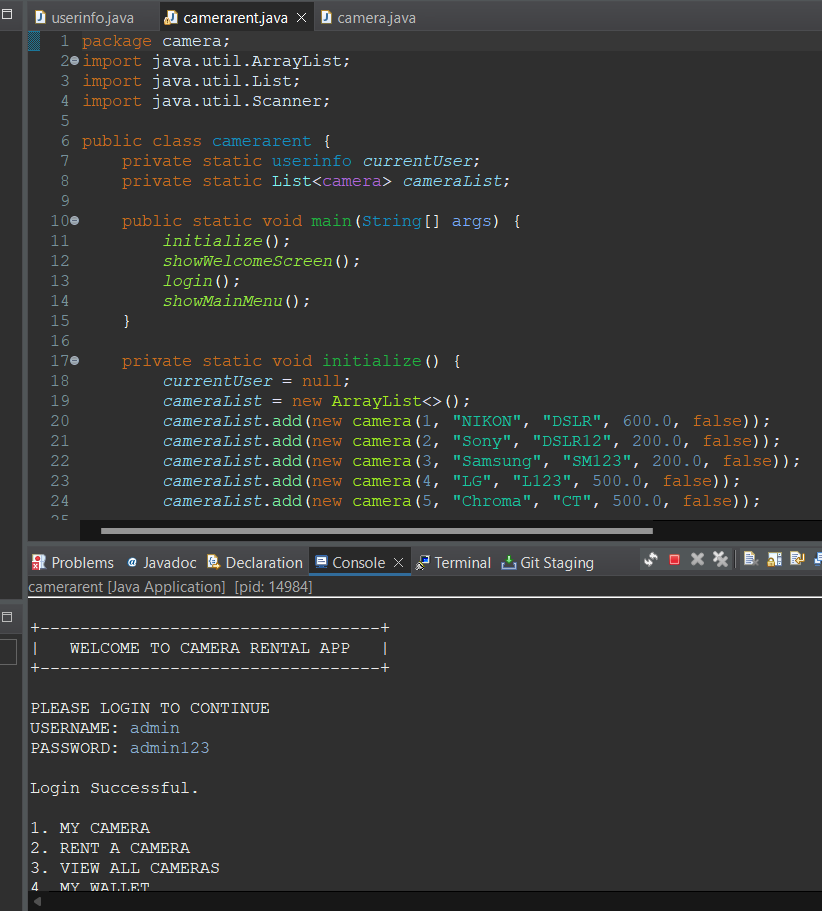 userinfo.java camerarent.java camera.java
1 package camera;
2 import java.util.ArrayList;
3 import java.util.List;
4 import java.util.Scanner;
5
6 public class camerarent {
7     private static userinfo currentUser;
8     private static List<camera> cameraList;
9
10     public static void main(String[] args) {
11         initialize();
12         showWelcomeScreen();
13         login();
14         showMainMenu();
15     }
16
17     private static void initialize() {
18         currentUser = null;
19         cameraList = new ArrayList<>();
20         cameraList.add(new camera(1, "NIKON", "DSLR", 600.0, false));
21         cameraList.add(new camera(2, "Sony", "DSLR12", 200.0, false));
22         cameraList.add(new camera(3, "Samsung", "SM123", 200.0, false));
23         cameraList.add(new camera(4, "LG", "L123", 500.0, false));
24         cameraList.add(new camera(5, "Chroma", "CT", 500.0, false));
25
Problems Javadoc Declaration Console Terminal Git Staging
camerarent [Java Application] [pid: 14984]
+----------------------------------+
|   WELCOME TO CAMERA RENTAL APP   |
+----------------------------------+
PLEASE LOGIN TO CONTINUE
USERNAME: admin
PASSWORD: admin123
Login Successful.
1. MY CAMERA
2. RENT A CAMERA
3. VIEW ALL CAMERAS
4. MY WALLET